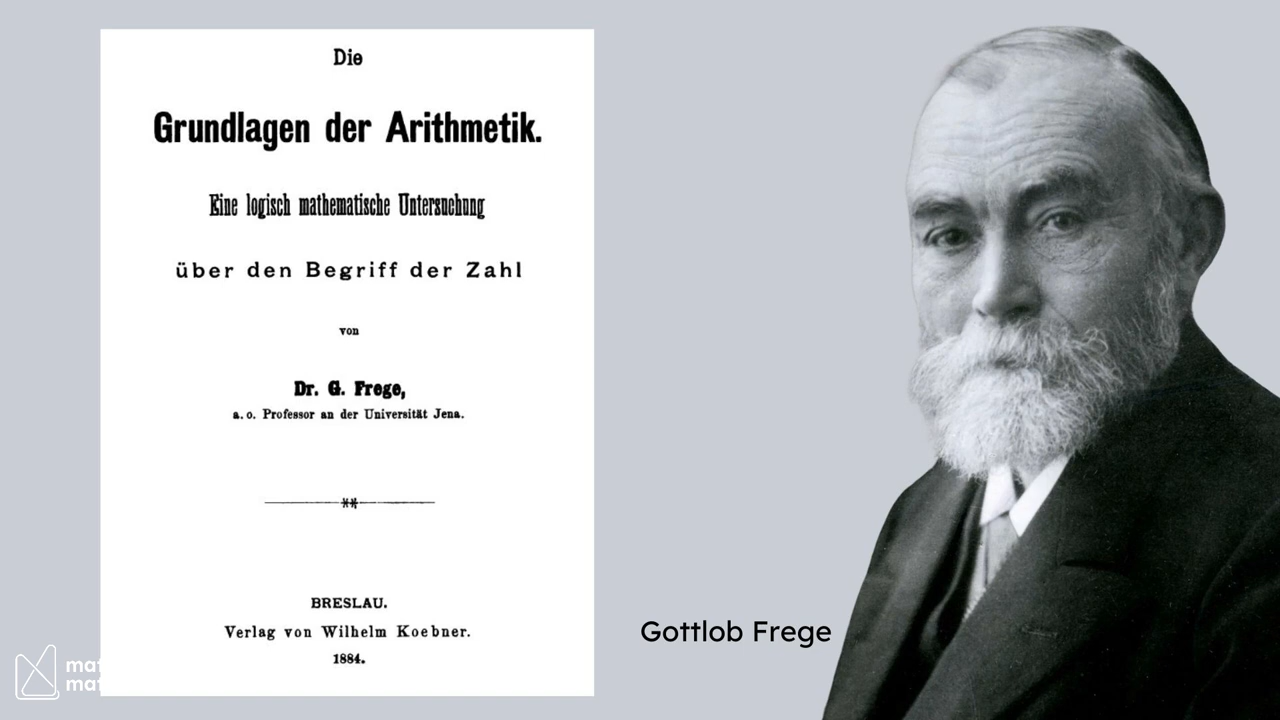 Die
Grundlagen der Arithmetik.
Eine logisch mathematische Untersuchung
über den Begriff der Zahl
von
Dr. G. Frege,
a. o. Professor an der Universität Jena.
BRESLAU.
Verlag von Wilhelm Koebner.
1884.
Gottlob Frege